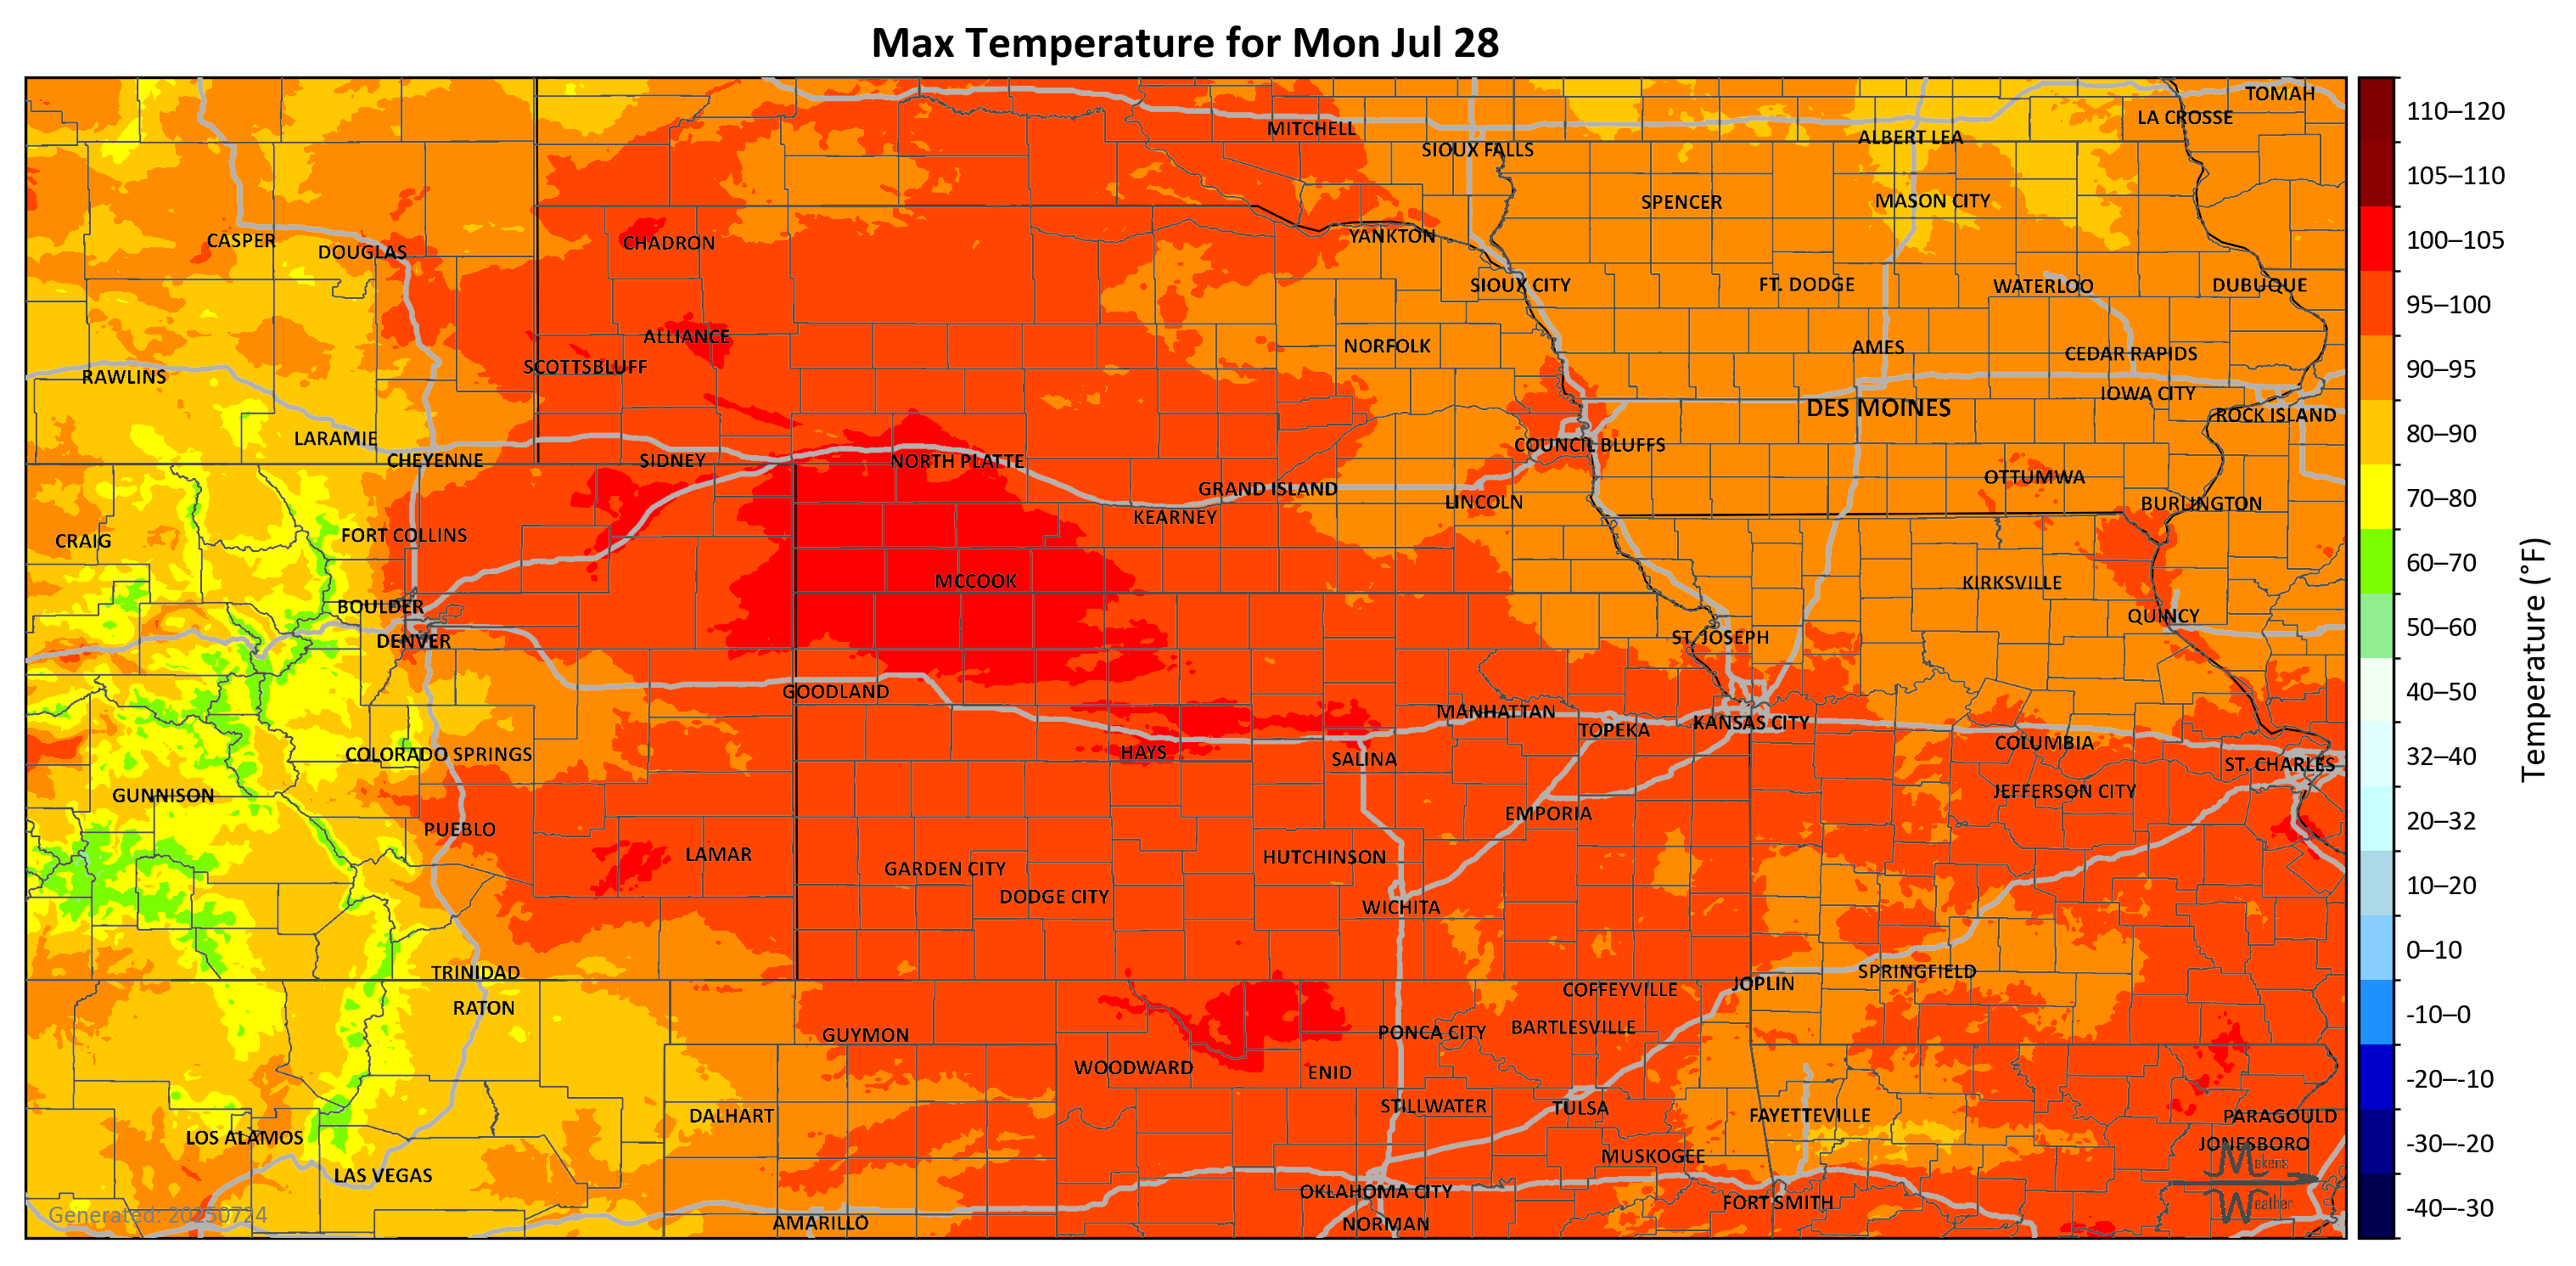 Max Temperature for Mon Jul 28
TOMAH
LA CROSSE
MITCHELL
ALBERT LEA
SIOUX FALLS
SPENCER
MASON CITY
CASPER
DOUGLAS
CHADRON
YANKTON
SIOUX CITY
FT. DODGE
WATERLOO
DUBUQUE
ALLIANCE
NORFOLK
AMES
CEDAR RAPIDS
SCOTTSBLUFF
RAWLINS
IOWA CITY
DES MOINES
ROCK ISLAND
LARAMIE
COUNCIL BLUFFS
CHEYENNE
SIDNEY
NORTH PLATTE
OTTUMWA
GRAND ISLAND
LINCOLN
BURLINGTON
KEARNEY
FORT COLLINS
CRAIG
MCCOOK
KIRKSVILLE
BOULDER
QUINCY
DENVER
ST. JOSEPH
GOODLAND
MANHATTAN
TOPEKA
KANSAS CITY
COLUMBIA
COLORADO SPRINGS
HAYS
SALINA
ST. CHARLES
GUNNISON
JEFFERSON CITY
EMPORIA
PUEBLO
LAMAR
HUTCHINSON
GARDEN CITY
DODGE CITY
WICHITA
TRINIDAD
SPRINGFIELD
JOPLIN
COFFEYVILLE
RATON
GUYMON
PONCA CITY
BARTLESVILLE
WOODWARD
ENID
STILLWATER
TULSA
DALHART
FAYETTEVILLE
PARAGOULD
LOS ALAMOS
JONESBORO
MUSKOGEE
Makens
LAS VEGAS
OKLAHOMA CITY
FORT SMITH
Weather
Generated: 20250724
AMARILLO
NORMAN
110–120
105–110
100–105
95–100
90–95
80–90
70–80
60–70
50–60
40–50
32–40
20–32
10–20
0–10
-10–0
-20–-10
-30–-20
-40–-30
Temperature (°F)